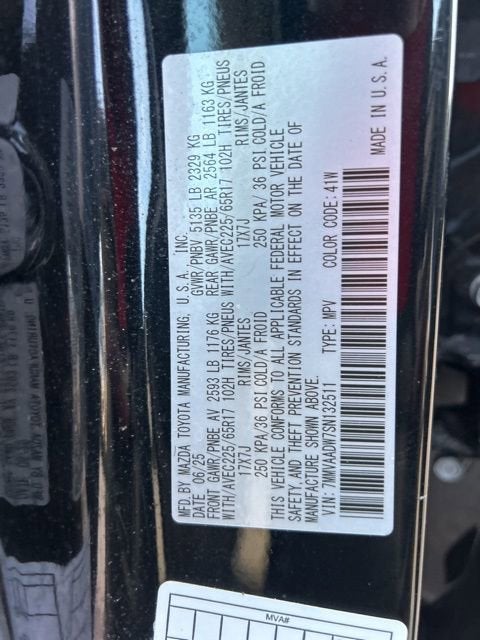 MFD.BY MAZDA TOYOTA MANUFACTURING, U.S.A. INC.
DATE 06/25 GVWR/PNBV 5135 LB 2329 KG
FRONT GAWR/PNBE AV 2593 LB 1176 KG REAR GAWR/PNBE AR 2564 LB 1163 KG
WITH/AVEC225/65R17 102H TIRES/PNEUS WITH/AVEC225/65R17 102H TIRES/PNEUS
17X7J RIMS/JANTES 17X7J RIMS/JANTES
250 KPA/36 PSI COLD/A FROID 250 KPA/36 PSI COLD/A FROID
THIS VEHICLE CONFORMS TO ALL APPLICABLE FEDERAL MOTOR VEHICLE
SAFETY, AND THEFT PREVENTION STANDARDS IN EFFECT ON THE DATE OF
MANUFACTURE SHOWN ABOVE.
VIN: 7MMVAADW7SN132511 TYPE: MPV COLOR CODE: 41W
MADE IN U.S.A.
MVA#